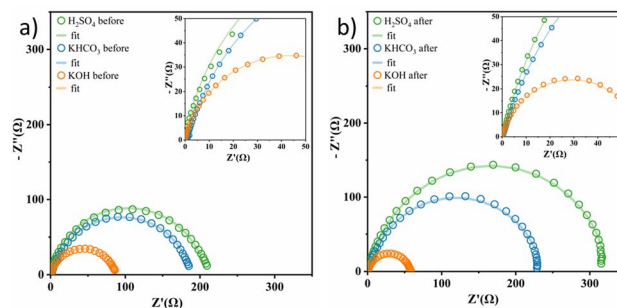 a)
H₂SO₄ before
fit
KHCO₃ before
fit
KOH before
fit
- Z''(Ω)
300
200
100
0
0 100 200 300
Z'(Ω)
- Z''(Ω)
50
40
30
20
10
0
0 10 20 30 40 50
Z'(Ω)
b)
H₂SO₄ after
fit
KHCO₃ after
fit
KOH after
fit
- Z''(Ω)
300
200
100
0
0 100 200 300
Z'(Ω)
- Z''(Ω)
50
40
30
20
10
0
0 10 20 30 40 50
Z'(Ω)